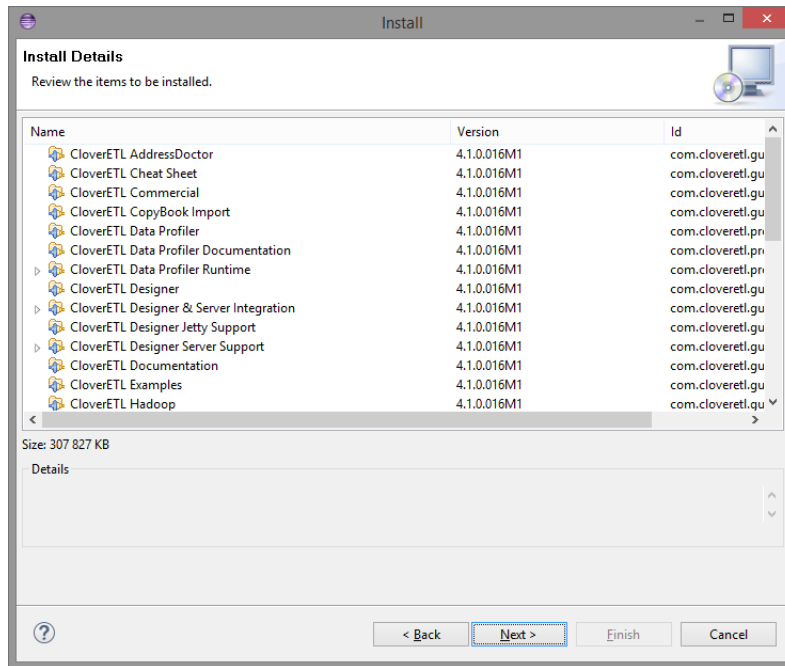 Install
Install Details
Review the items to be installed.
Name Version Id
CloverETL AddressDoctor 4.1.0.016M1 com.cloveretl.gu
CloverETL Cheat Sheet 4.1.0.016M1 com.cloveretl.gu
CloverETL Commercial 4.1.0.016M1 com.cloveretl.gu
CloverETL CopyBook Import 4.1.0.016M1 com.cloveretl.gu
CloverETL Data Profiler 4.1.0.016M1 com.cloveretl.pr
CloverETL Data Profiler Documentation 4.1.0.016M1 com.cloveretl.pr
CloverETL Data Profiler Runtime 4.1.0.016M1 com.cloveretl.pr
CloverETL Designer 4.1.0.016M1 com.cloveretl.gu
CloverETL Designer & Server Integration 4.1.0.016M1 com.cloveretl.gu
CloverETL Designer Jetty Support 4.1.0.016M1 com.cloveretl.gu
CloverETL Designer Server Support 4.1.0.016M1 com.cloveretl.gu
CloverETL Documentation 4.1.0.016M1 com.cloveretl.gu
CloverETL Examples 4.1.0.016M1 com.cloveretl.gu
CloverETL Hadoop 4.1.0.016M1 com.cloveretl.gu
Size: 307 827 KB
Details
< Back Next > Finish Cancel